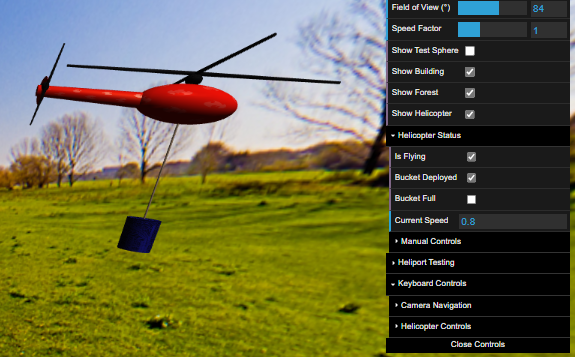 Field of View (°) 84
Speed Factor 1
Show Test Sphere
Show Building
Show Forest
Show Helicopter
Helicopter Status
Is Flying
Bucket Deployed
Bucket Full
Current Speed 0.8
Manual Controls
Heliport Testing
Keyboard Controls
Camera Navigation
Helicopter Controls
Close Controls